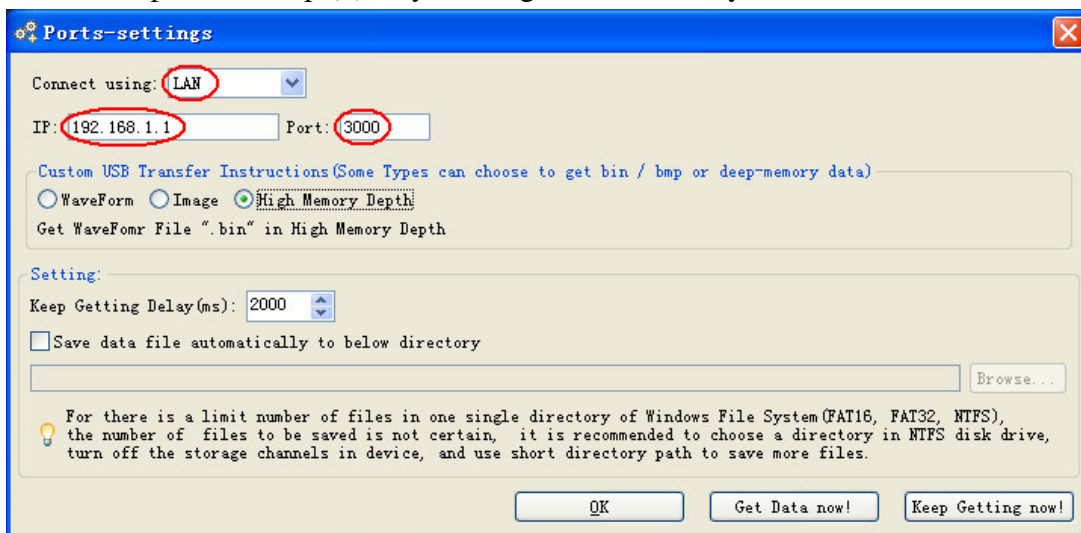 Ports-settings
Connect using: LAN
IP: 192.168.1.1 Port: 3000
Custom USB Transfer Instructions(Some Types can choose to get bin / bmp or deep-memory data)
WaveForm Image High Memory Depth
Get WaveFomr File ".bin" in High Memory Depth
Setting:
Keep Getting Delay(ms): 2000
Save data file automatically to below directory
Browse...
For there is a limit number of files in one single directory of Windows File System(FAT16, FAT32, NTFS),
the number of files to be saved is not certain, it is recommended to choose a directory in NTFS disk drive,
turn off the storage channels in device, and use short directory path to save more files.
OK Get Data now! Keep Getting now!